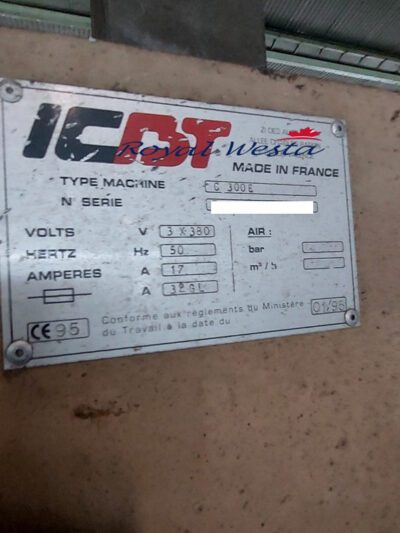 ICBT
Royal Westa
MADE IN FRANCE
TYPE MACHINE C 300E
N° SERIE
VOLTS V 3 X 380 AIR :
HERTZ Hz 50 bar
AMPERES A 17 m³/h
A 32 GL
CE 95 Conforme aux règlements du Ministère 01/96
du Travail à la date du